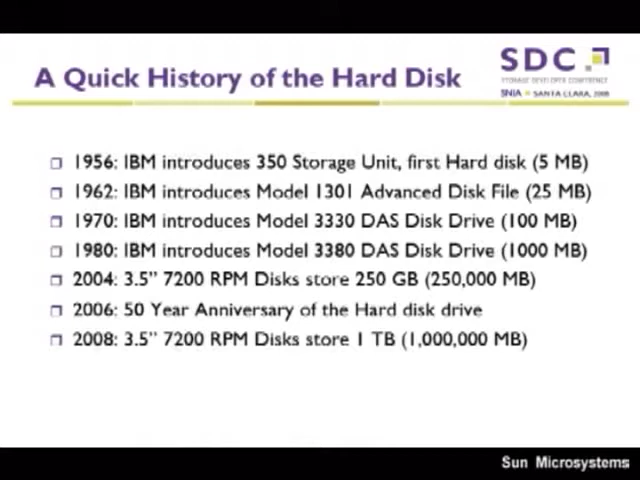 SDC
STORAGE DEVELOPER CONFERENCE
SNIA SANTA CLARA, 2008
A Quick History of the Hard Disk
1956: IBM introduces 350 Storage Unit, first Hard disk (5 MB)
1962: IBM introduces Model 1301 Advanced Disk File (25 MB)
1970: IBM introduces Model 3330 DAS Disk Drive (100 MB)
1980: IBM introduces Model 3380 DAS Disk Drive (1000 MB)
2004: 3.5” 7200 RPM Disks store 250 GB (250,000 MB)
2006: 50 Year Anniversary of the Hard disk drive
2008: 3.5” 7200 RPM Disks store 1 TB (1,000,000 MB)
Sun Microsystems